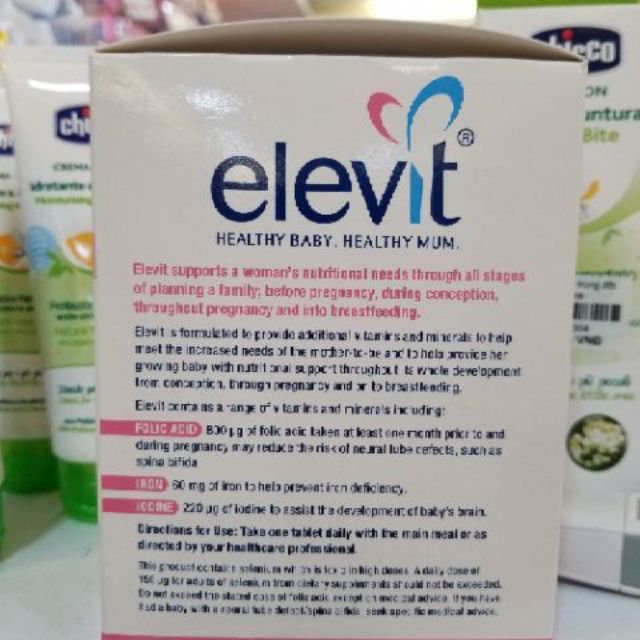 elevit®
HEALTHY BABY. HEALTHY MUM.
Elevit supports a woman's nutritional needs through all stages
of planning a family; before pregnancy, during conception,
throughout pregnancy and into breastfeeding.
Elevit is formulated to provide additional vitamins and minerals to help
meet the increased needs of the mother-to-be and to help provide her
growing baby with nutritional support throughout its whole development
from conception, through pregnancy and on to breastfeeding.
Elevit contains a range of vitamins and minerals including:
FOLIC ACID 800 µg of folic acid taken at least one month prior to and
during pregnancy may reduce the risk of neural tube defects, such as
spina bifida
IRON 60 mg of iron to help prevent iron deficiency.
IODINE 220 µg of iodine to assist the development of baby's brain.
Directions for Use: Take one tablet daily with the main meal or as
directed by your healthcare professional.
This product contains selenium which is toxic in high doses. A daily dose of
150 µg for adults of selenium from dietary supplements should not be exceeded.
Do not exceed the stated dose of folic acid except on medical advice. If you have
had a baby with a neural tube defect/spina bifida seek specific medical advice.
chicco
Bite